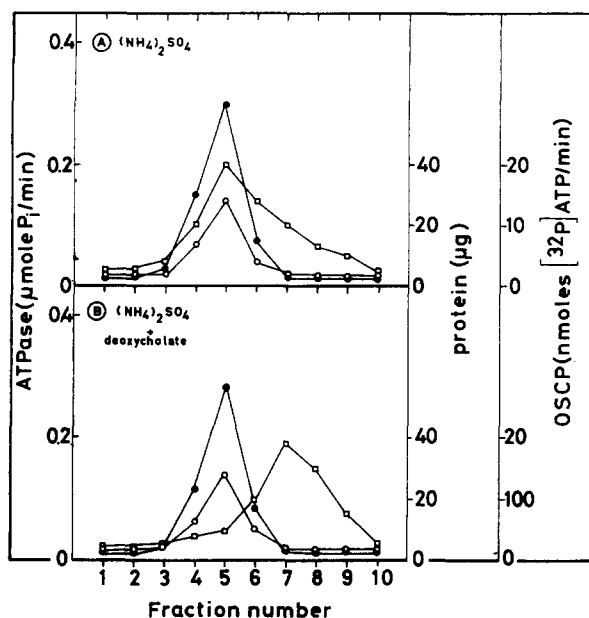 0.4
A (NH4)2SO4
0.2
40
20
20
10
0
0
0
B (NH4)2SO4
+
deoxycholate
0.4
0.2
40
20
20
100
0
0
0
1 2 3 4 5 6 7 8 9 10
Fraction number
ATPase (μmole Pi/min)
protein (μg)
OSCP (nmoles [32P] ATP/min)